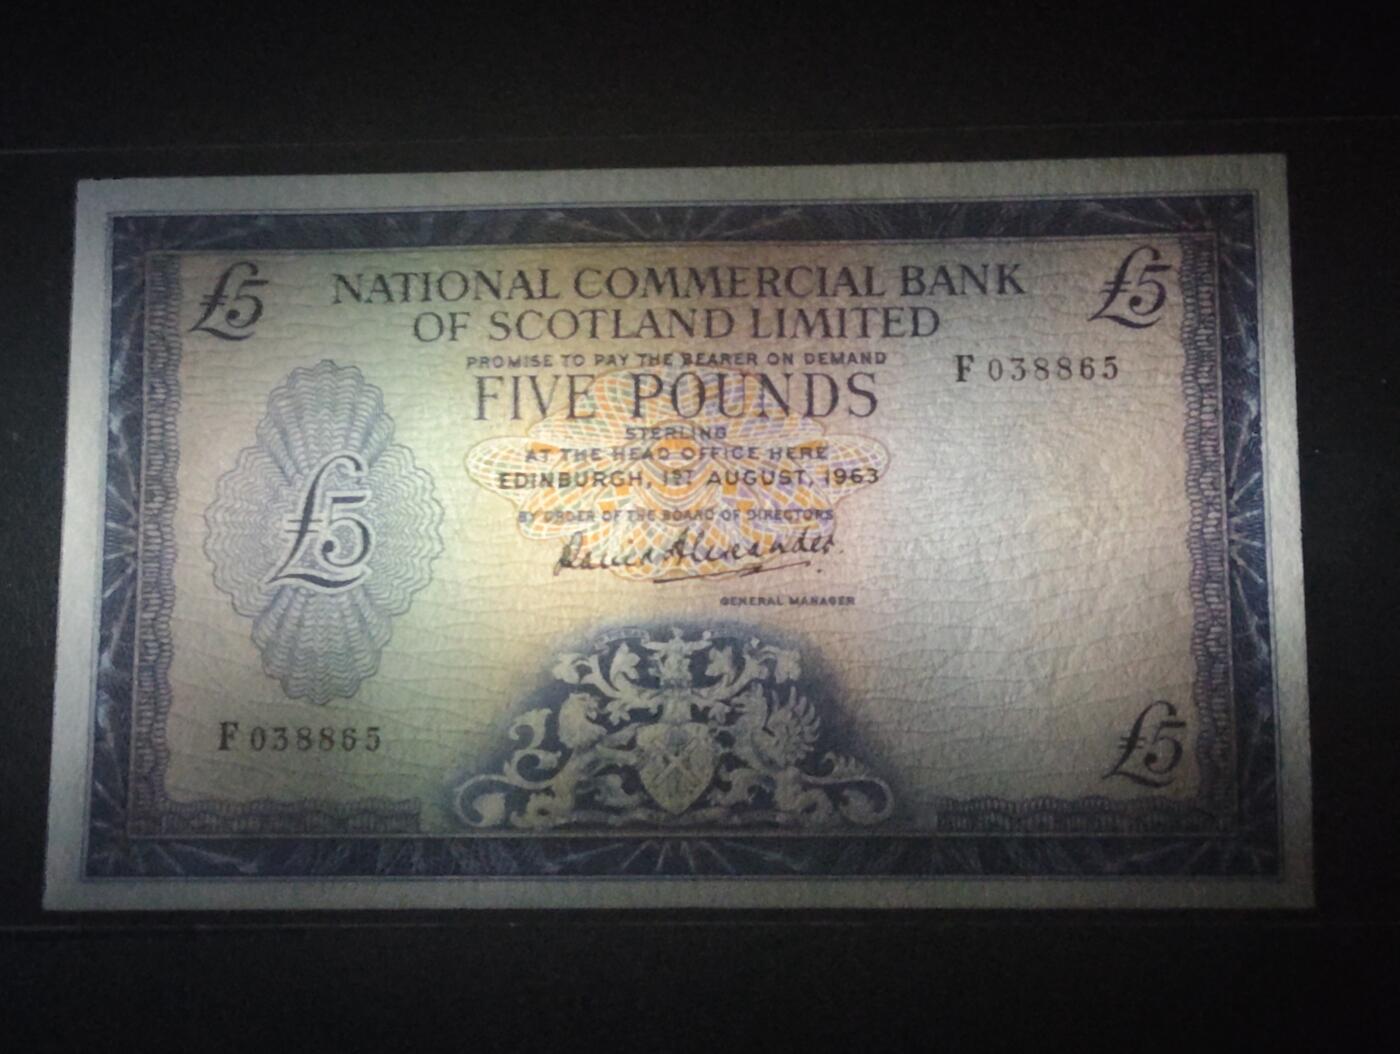 £5
NATIONAL COMMERCIAL BANK
OF SCOTLAND LIMITED
£5
PROMISE TO PAY THE BEARER ON DEMAND
F 038865
FIVE POUNDS
STERLING
AT THE HEAD OFFICE HERE
EDINBURGH, 1ST AUGUST, 1963
£5
BY ORDER OF THE BOARD OF DIRECTORS
David Alexander.
GENERAL MANAGER
F 038865
£5